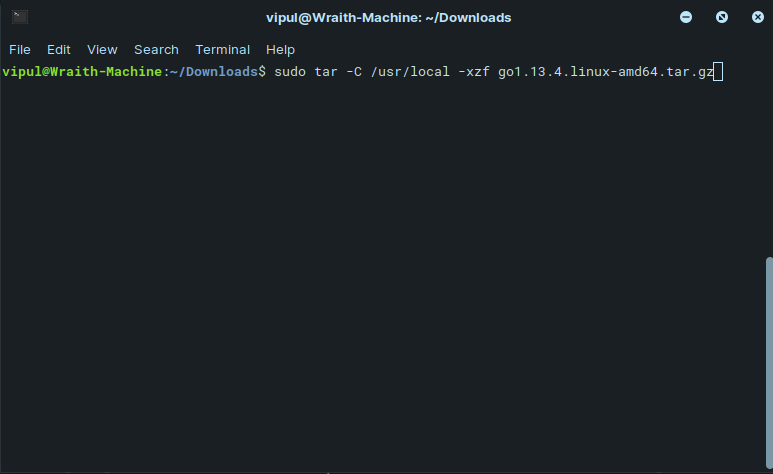 vipul@Wraith-Machine: ~/Downloads
File Edit View Search Terminal Help
vipul@Wraith-Machine:~/Downloads$ sudo tar -C /usr/local -xzf go1.13.4.linux-amd64.tar.gz